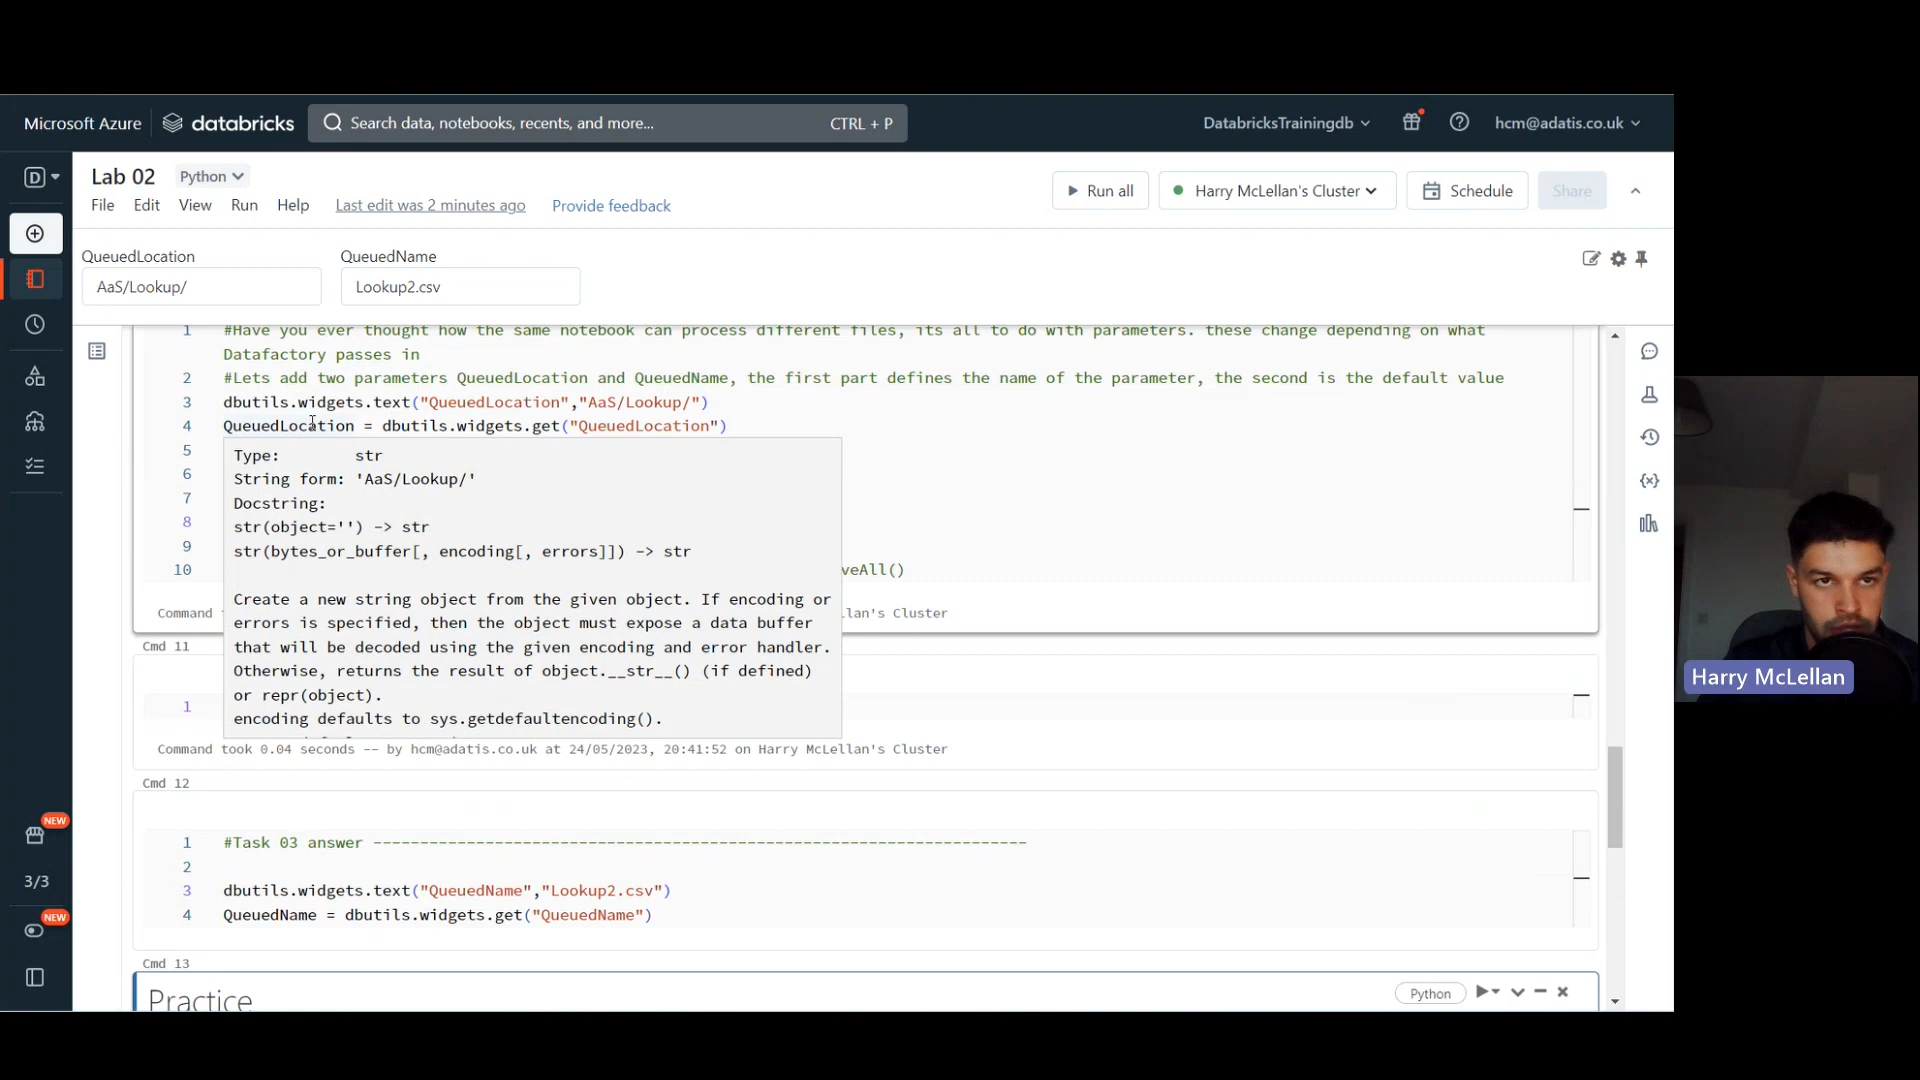 Microsoft Azure databricks Search data, notebooks, recents, and more... CTRL + P DatabricksTrainingdb hcm@adatis.co.uk
D Lab 02 Python
File Edit View Run Help Last edit was 2 minutes ago Provide feedback
Run all Harry McLellan's Cluster Schedule Share
QueuedLocation QueuedName
AaS/Lookup/ Lookup2.csv
1 #Have you ever thought how the same notebook can process different files, its all to do with parameters. these change depending on what
Datafactory passes in
2 #Lets add two parameters QueuedLocation and QueuedName, the first part defines the name of the parameter, the second is the default value
3 dbutils.widgets.text("QueuedLocation","AaS/Lookup/")
4 QueuedLocation = dbutils.widgets.get("QueuedLocation")
5
6
7
8
9
10 veAll()
Type: str
String form: 'AaS/Lookup/'
Docstring:
str(object='') -> str
str(bytes_or_buffer[, encoding[, errors]]) -> str
Create a new string object from the given object. If encoding or
errors is specified, then the object must expose a data buffer
that will be decoded using the given encoding and error handler.
Otherwise, returns the result of object.__str__() (if defined)
or repr(object).
encoding defaults to sys.getdefaultencoding().
Command lan's Cluster
Cmd 11
1
Command took 0.04 seconds -- by hcm@adatis.co.uk at 24/05/2023, 20:41:52 on Harry McLellan's Cluster
Cmd 12
1 #Task 03 answer ----------------------------------------------------------------------
2
3 dbutils.widgets.text("QueuedName","Lookup2.csv")
4 QueuedName = dbutils.widgets.get("QueuedName")
Cmd 13
Practice
Python
NEW
3/3
NEW
Harry McLellan